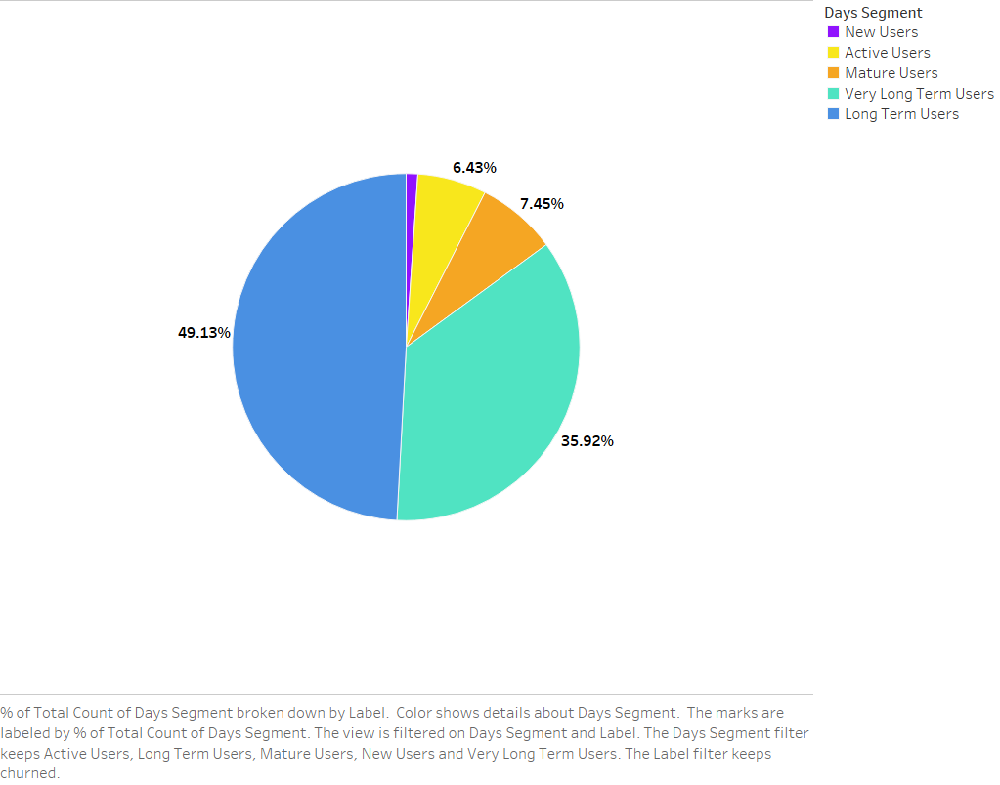 Days Segment
New Users
Active Users
Mature Users
Very Long Term Users
Long Term Users
6.43%
7.45%
49.13%
35.92%
% of Total Count of Days Segment broken down by Label.  Color shows details about Days Segment.  The marks are
labeled by % of Total Count of Days Segment. The view is filtered on Days Segment and Label. The Days Segment filter
keeps Active Users, Long Term Users, Mature Users, New Users and Very Long Term Users. The Label filter keeps
churned.